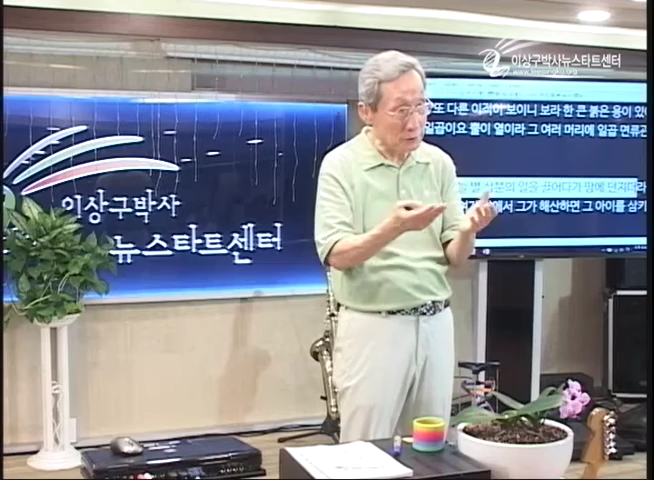 이상구박사뉴스타트센터
www.leesangku.org
또 다른 이적이 보이니 보라 한 큰 붉은 용이 있
일곱이요 뿔이 열이라 그 여러 머리에 일곱 면류관
늘 별 삼분의 일을 끌어다가 땅에 던지더라
에서 그가 해산하면 그 아이를 삼키
이상구박사
뉴스타트센터